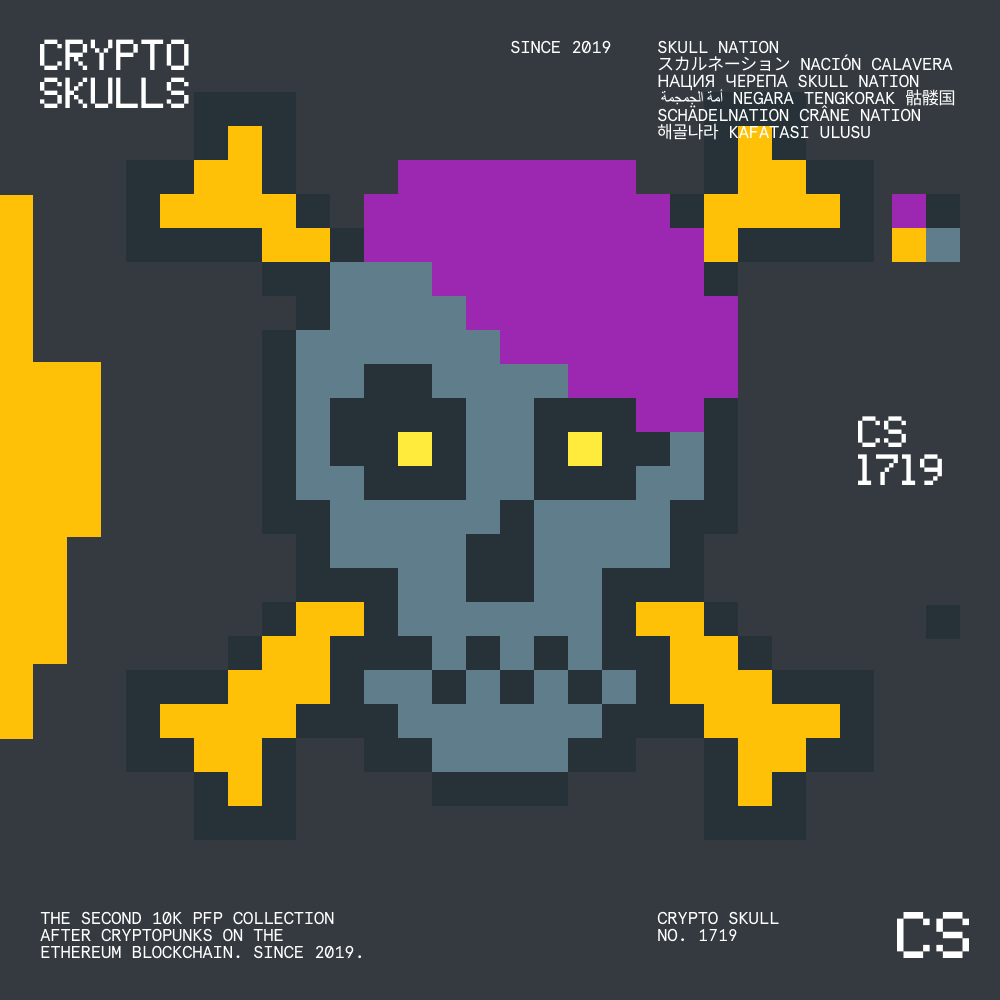 CRYPTO
SKULLS
SINCE 2019
SKULL NATION
スカルネーション NACIÓN CALAVERA
НАЦИЯ ЧЕРЕПА SKULL NATION
أمة الجمجمة NEGARA TENGKORAK 骷髅国
SCHÄDELNATION CRÂNE NATION
해골나라 KAFATASI ULUSU
CS
1719
THE SECOND 10K PFP COLLECTION
AFTER CRYPTOPUNKS ON THE
ETHEREUM BLOCKCHAIN. SINCE 2019.
CRYPTO SKULL
NO. 1719
CS